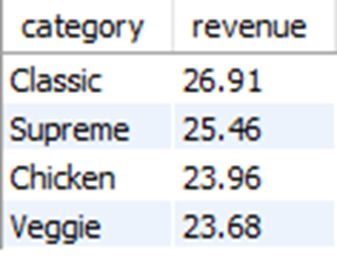 category revenue
Classic 26.91
Supreme 25.46
Chicken 23.96
Veggie 23.68